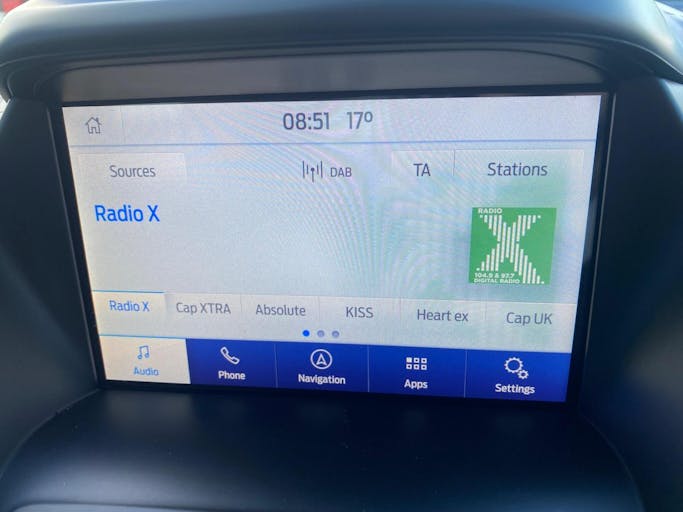 08:51 17º
Sources DAB TA Stations
Radio X
RADIO
X
104.9 & 97.7
DIGITAL RADIO
Radio X Cap XTRA Absolute KISS Heart ex Cap UK
Audio Phone Navigation Apps Settings